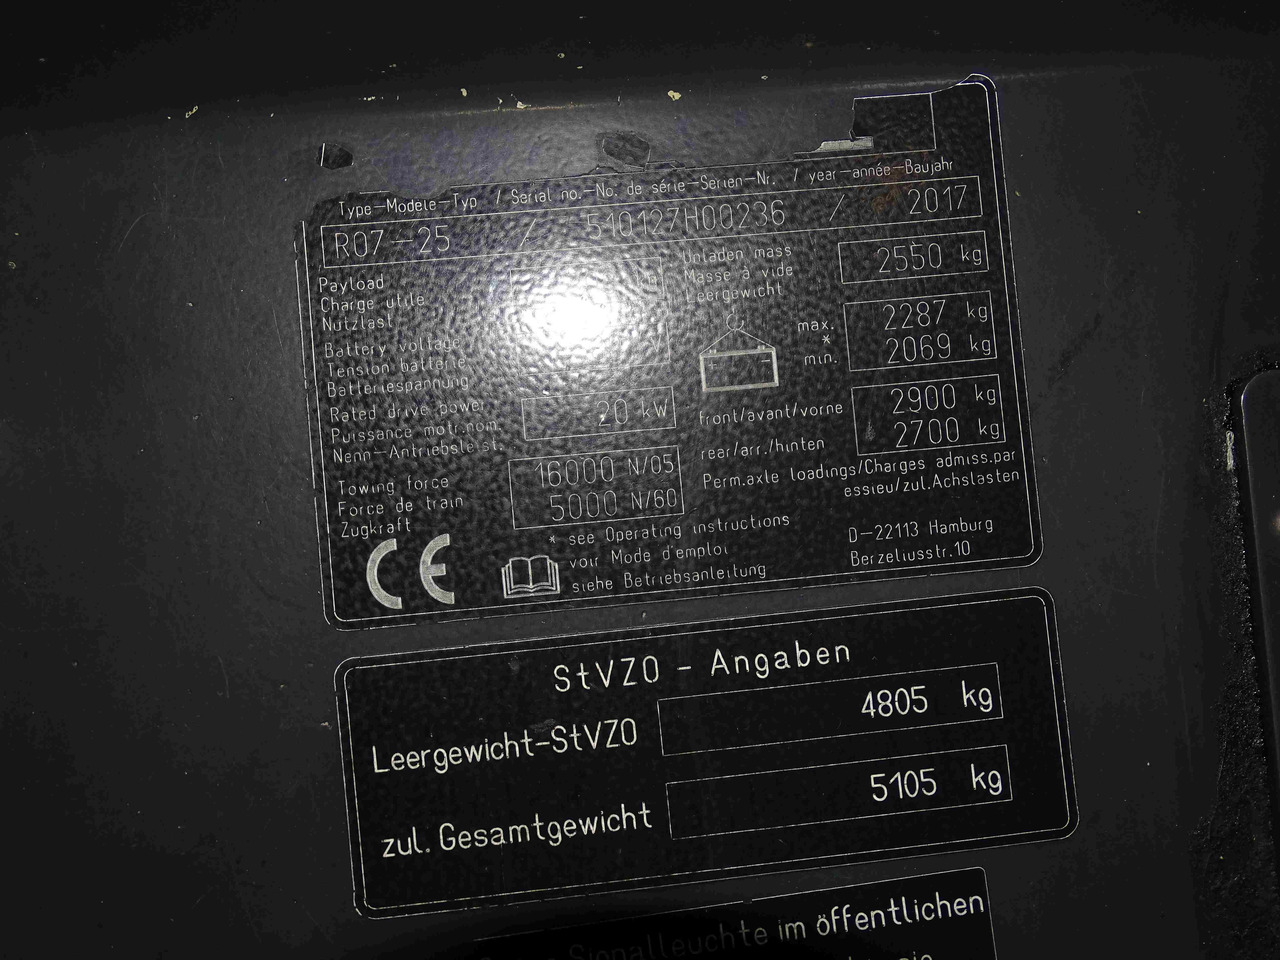 Type-Modele-Typ / Serial no.-No. de série-Serien-Nr. / year-année-Baujahr
R07-25 / 510127H00236 / 2017
Payload
Charge utile
Nutzlast
Battery voltage
Tension batterie
Batteriespannung
Rated drive power
Puissance motr.nom.
Nenn-Antriebsleist.
20 kW
Towing force
Force de train
Zugkraft
16000 N/05
5000 N/60
Unladen mass
Masse à vide
Leergewicht
2550 kg
max.
*
min.
2287 kg
2069 kg
front/avant/vorne
2900 kg
rear/arr./hinten
2700 kg
Perm.axle loadings/Charges admiss.par
essieu/zul.Achslasten
CE
* see Operating instructions
voir Mode d'emploi
siehe Betriebsanleitung
D-22113 Hamburg
Berzeliusstr.10
StVZO - Angaben
Leergewicht-StVZO 4805 kg
zul. Gesamtgewicht 5105 kg
Signalleuchte im öffentlichen